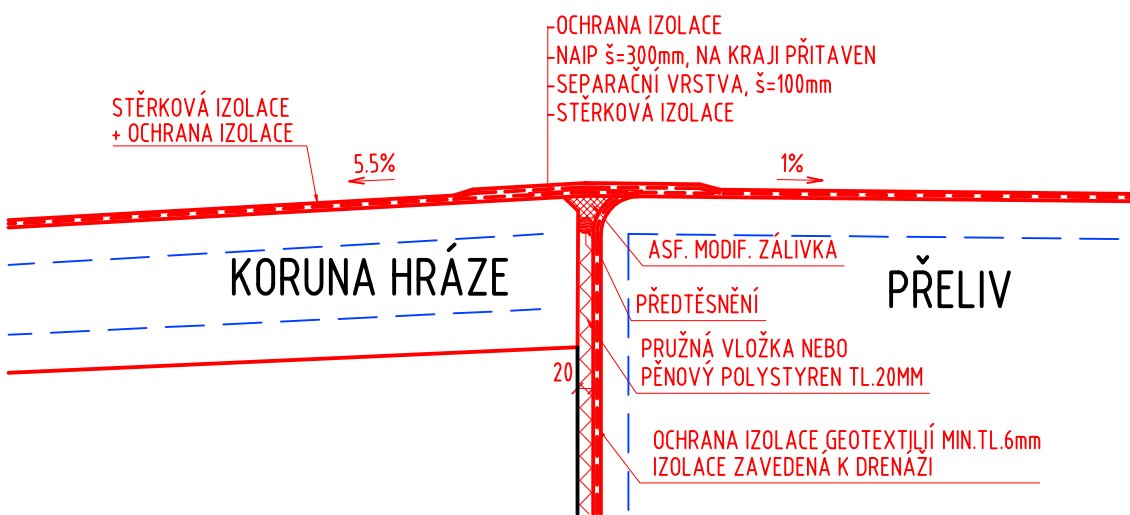 OCHRANA IZOLACE
NAIP š=300mm, NA KRAJI PŘITAVEN
SEPARAČNÍ VRSTVA, š=100mm
STĚRKOVÁ IZOLACE
STĚRKOVÁ IZOLACE
+ OCHRANA IZOLACE
5.5%
1%
KORUNA HRÁZE
ASF. MODIF. ZÁLIVKA
PŘELIV
PŘEDTĚSNĚNÍ
PRUŽNÁ VLOŽKA NEBO
PĚNOVÝ POLYSTYREN TL.20MM
20
OCHRANA IZOLACE GEOTEXTILIÍ MIN.TL.6mm
IZOLACE ZAVEDENÁ K DRENÁŽI